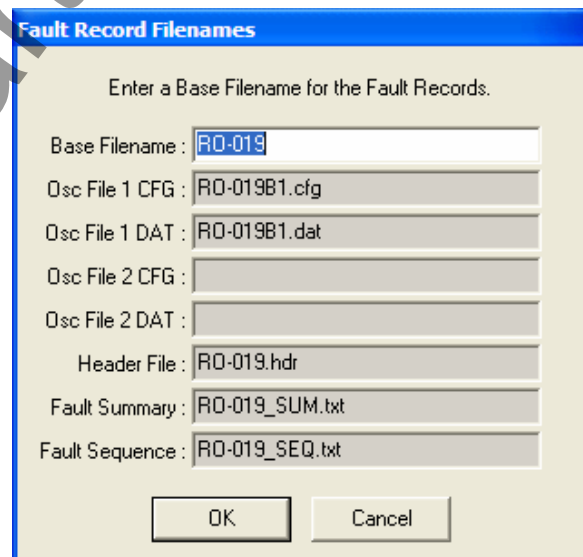 Fault Record Filenames
Enter a Base Filename for the Fault Records.
Base Filename : RO-019
Osc File 1 CFG : RO-019B1.cfg
Osc File 1 DAT : RO-019B1.dat
Osc File 2 CFG :
Osc File 2 DAT :
Header File : RO-019.hdr
Fault Summary : RO-019_SUM.txt
Fault Sequence : RO-019_SEQ.txt
OK Cancel